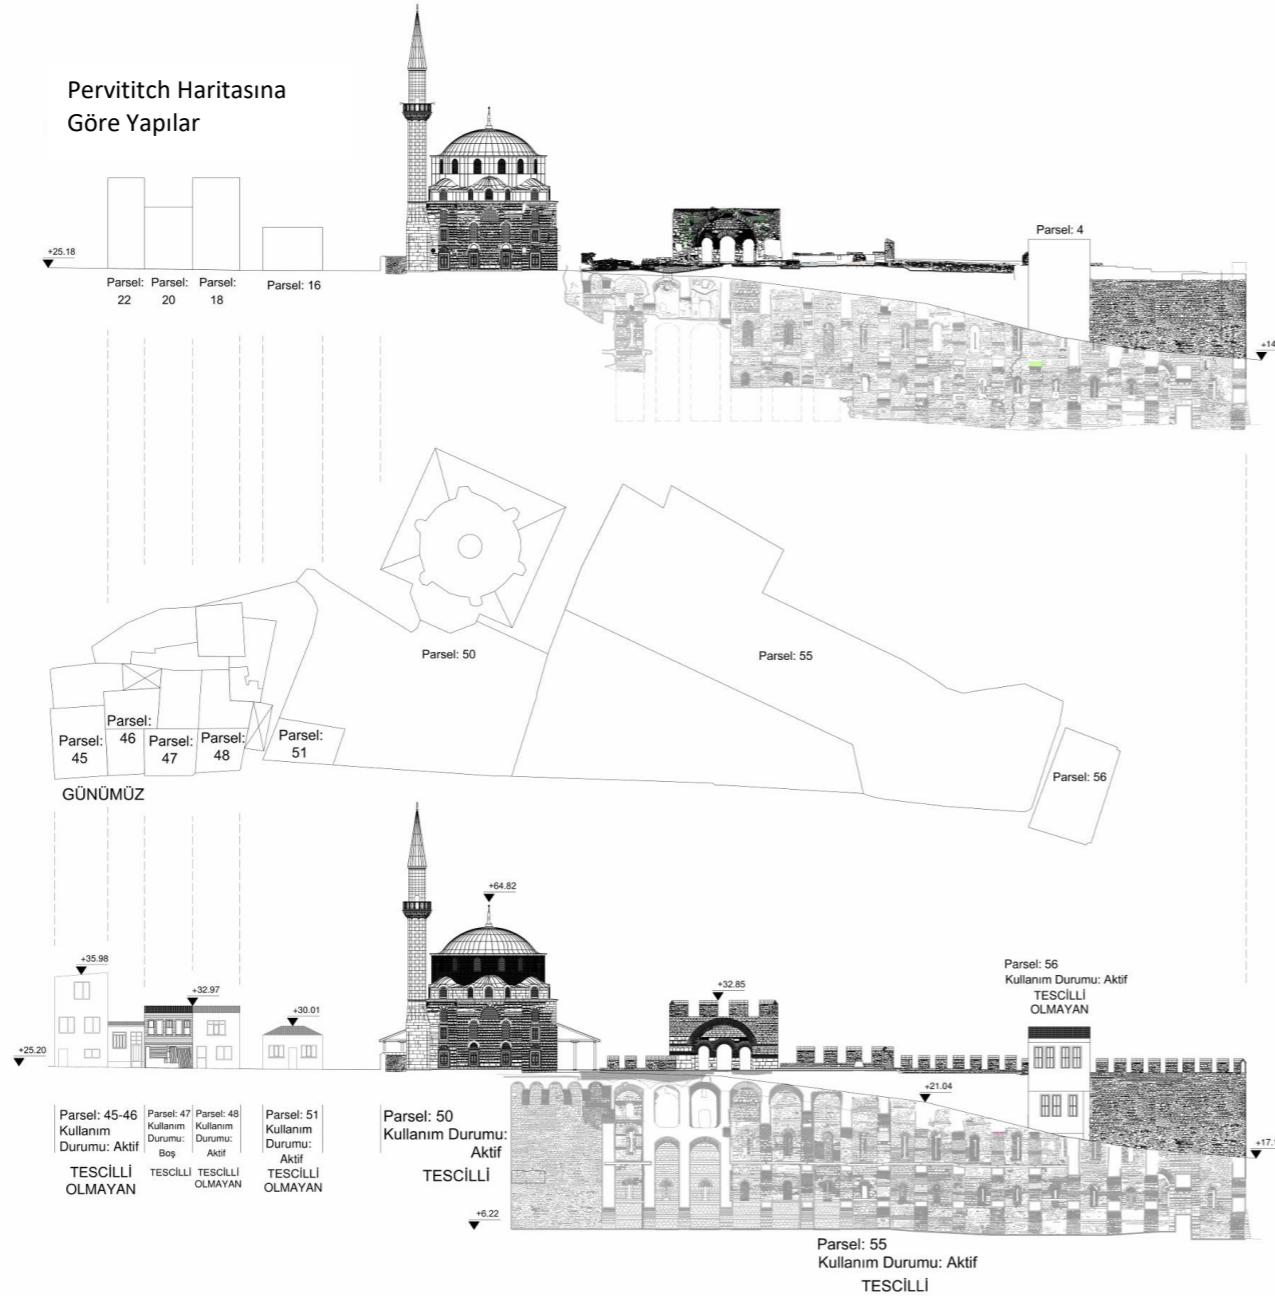 Pervititch Haritasına
Göre Yapılar
+25.18
Parsel:
22
Parsel:
20
Parsel:
18
Parsel: 16
Parsel: 4
+14
Parsel: 50
Parsel: 55
Parsel:
45
Parsel:
46
Parsel:
47
Parsel:
48
Parsel:
51
Parsel: 56
GÜNÜMÜZ
+64.82
+35.98
+32.97
+30.01
+32.85
Parsel: 56
Kullanım Durumu: Aktif
TESCİLLİ
OLMAYAN
+25.20
+21.04
+17.
Parsel: 45-46
Kullanım
Durumu: Aktif
TESCİLLİ
OLMAYAN
Parsel: 47
Kullanım
Durumu:
Boş
TESCİLLİ
Parsel: 48
Kullanım
Durumu:
Aktif
TESCİLLİ
OLMAYAN
Parsel: 51
Kullanım
Durumu:
Aktif
TESCİLLİ
OLMAYAN
Parsel: 50
Kullanım Durumu:
Aktif
TESCİLLİ
+6.22
Parsel: 55
Kullanım Durumu: Aktif
TESCİLLİ